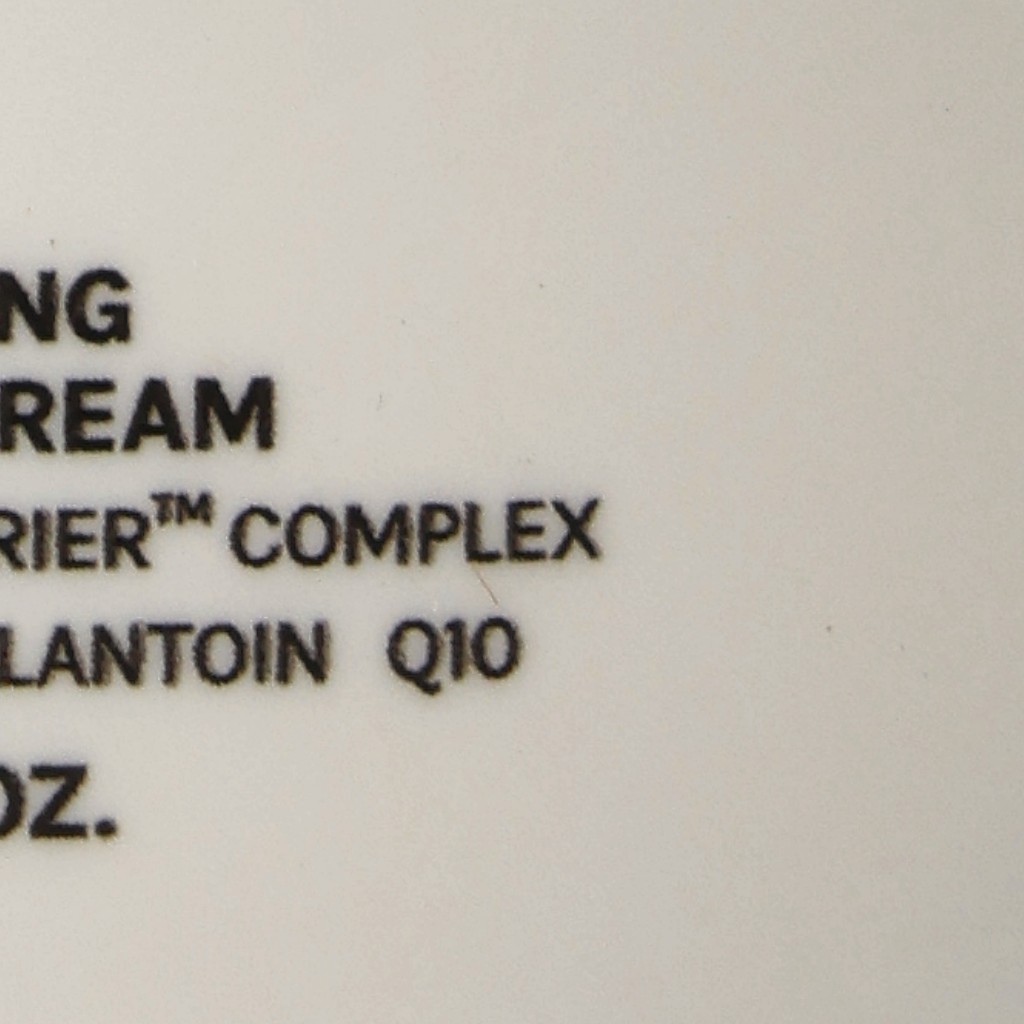 NG
REAM
RIER™ COMPLEX
LANTOIN Q10
OZ.